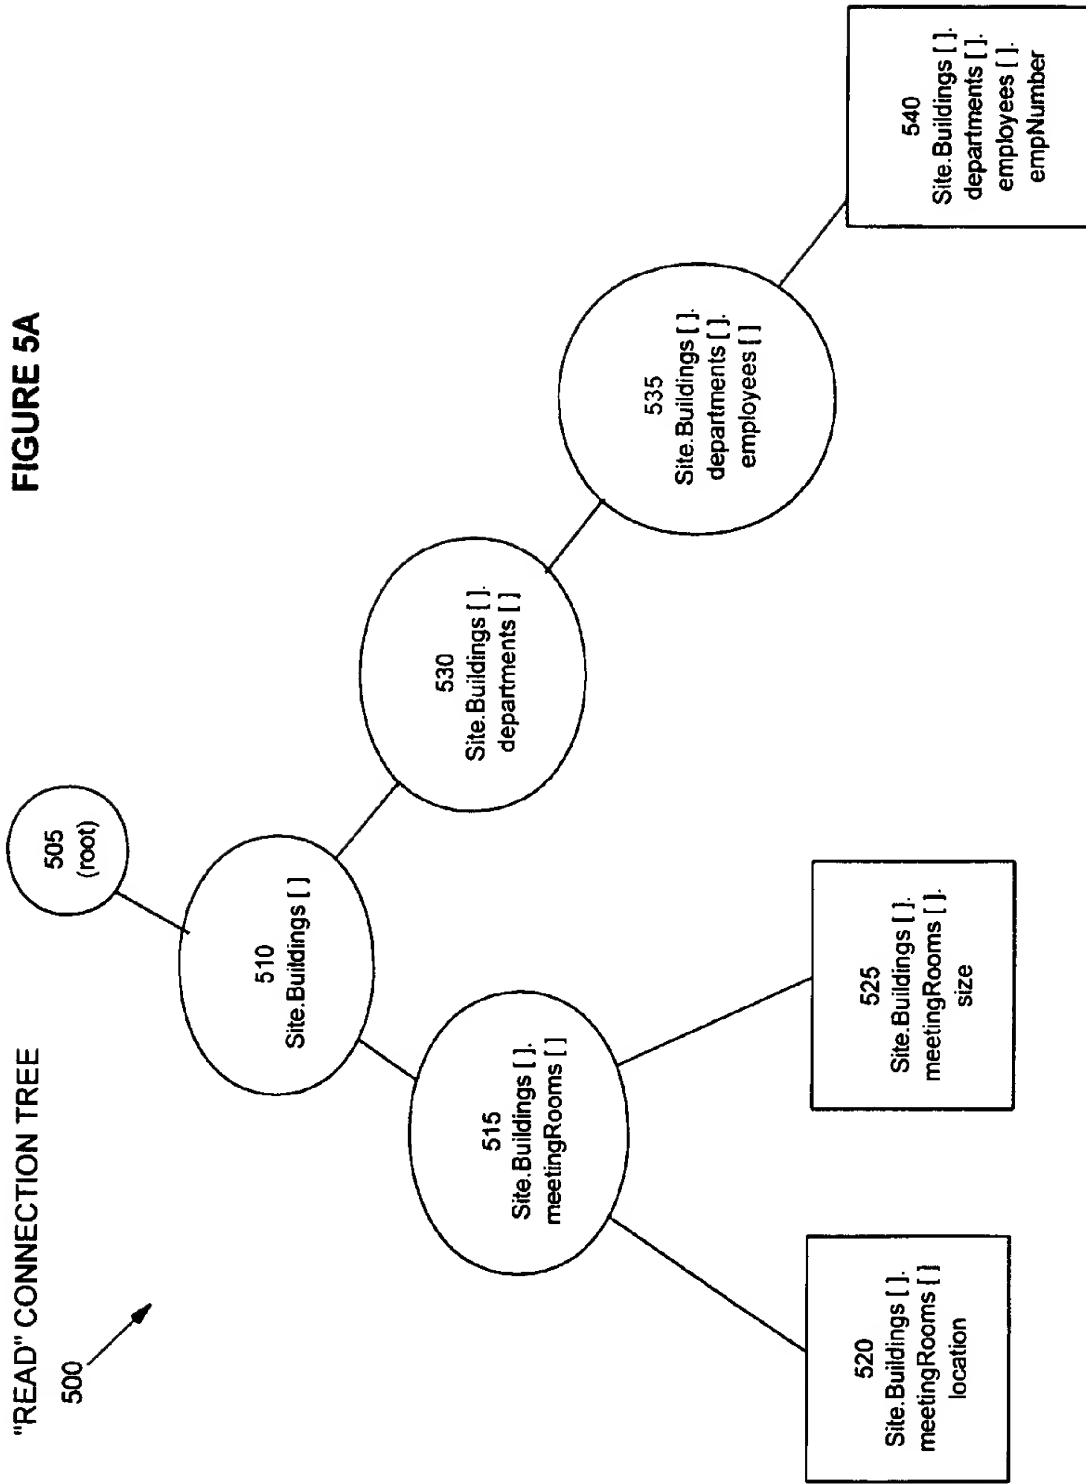 "READ" CONNECTION TREE
FIGURE 5A
500
505
(root)
510
Site.Buildings [ ]
515
Site.Buildings [ ].
meetingRooms [ ]
530
Site.Buildings [ ].
departments [ ]
535
Site.Buildings [ ].
departments [ ].
employees [ ]
520
Site.Buildings [ ].
meetingRooms [ ]
location
525
Site.Buildings [ ].
meetingRooms [ ].
size
540
Site.Buildings [ ].
departments [ ].
employees [ ].
empNumber